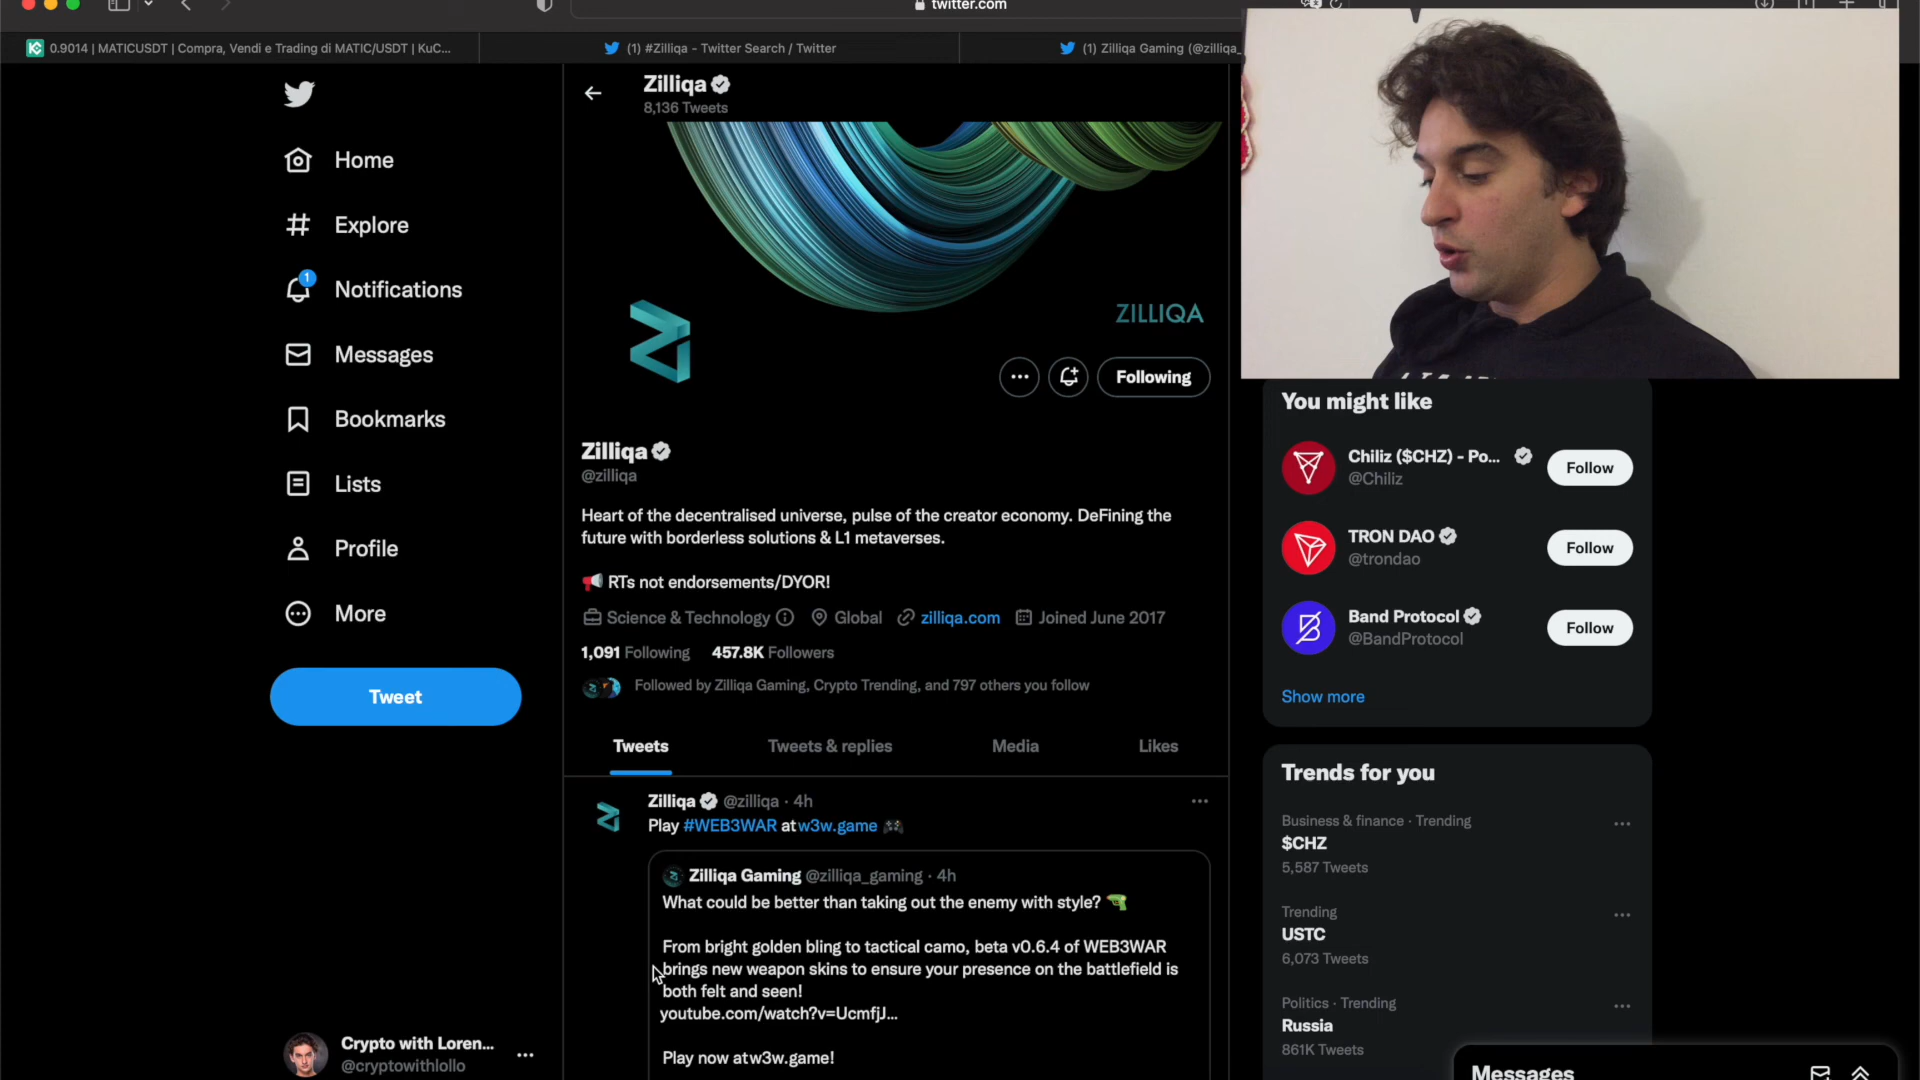 twitter.com
0.9014 | MATICUSDT | Compra, Vendi e Trading di MATIC/USDT | KuC...
(1) #Zilliqa - Twitter Search / Twitter
(1) Zilliqa Gaming (@zilliqa_
Zilliqa
8,136 Tweets
Home
Explore
1
Notifications
Messages
Bookmarks
Lists
Profile
More
Tweet
Crypto with Loren...
@cryptowithlollo
ZILLIQA
Following
Zilliqa
@zilliqa
Heart of the decentralised universe, pulse of the creator economy. DeFining the
future with borderless solutions & L1 metaverses.
RTs not endorsements/DYOR!
Science & Technology Global zilliqa.com Joined June 2017
1,091 Following 457.8K Followers
Followed by Zilliqa Gaming, Crypto Trending, and 797 others you follow
Tweets Tweets & replies Media Likes
Zilliqa @zilliqa · 4h
Play #WEB3WAR at w3w.game
Zilliqa Gaming @zilliqa_gaming · 4h
What could be better than taking out the enemy with style?
From bright golden bling to tactical camo, beta v0.6.4 of WEB3WAR
brings new weapon skins to ensure your presence on the battlefield is
both felt and seen!
youtube.com/watch?v=UcmfjJ...
Play now at w3w.game!
You might like
Chiliz ($CHZ) - Po...
@Chiliz
Follow
TRON DAO
@trondao
Follow
Band Protocol
@BandProtocol
Follow
Show more
Trends for you
Business & finance · Trending
$CHZ
5,587 Tweets
Trending
USTC
6,073 Tweets
Politics · Trending
Russia
861K Tweets
Messages